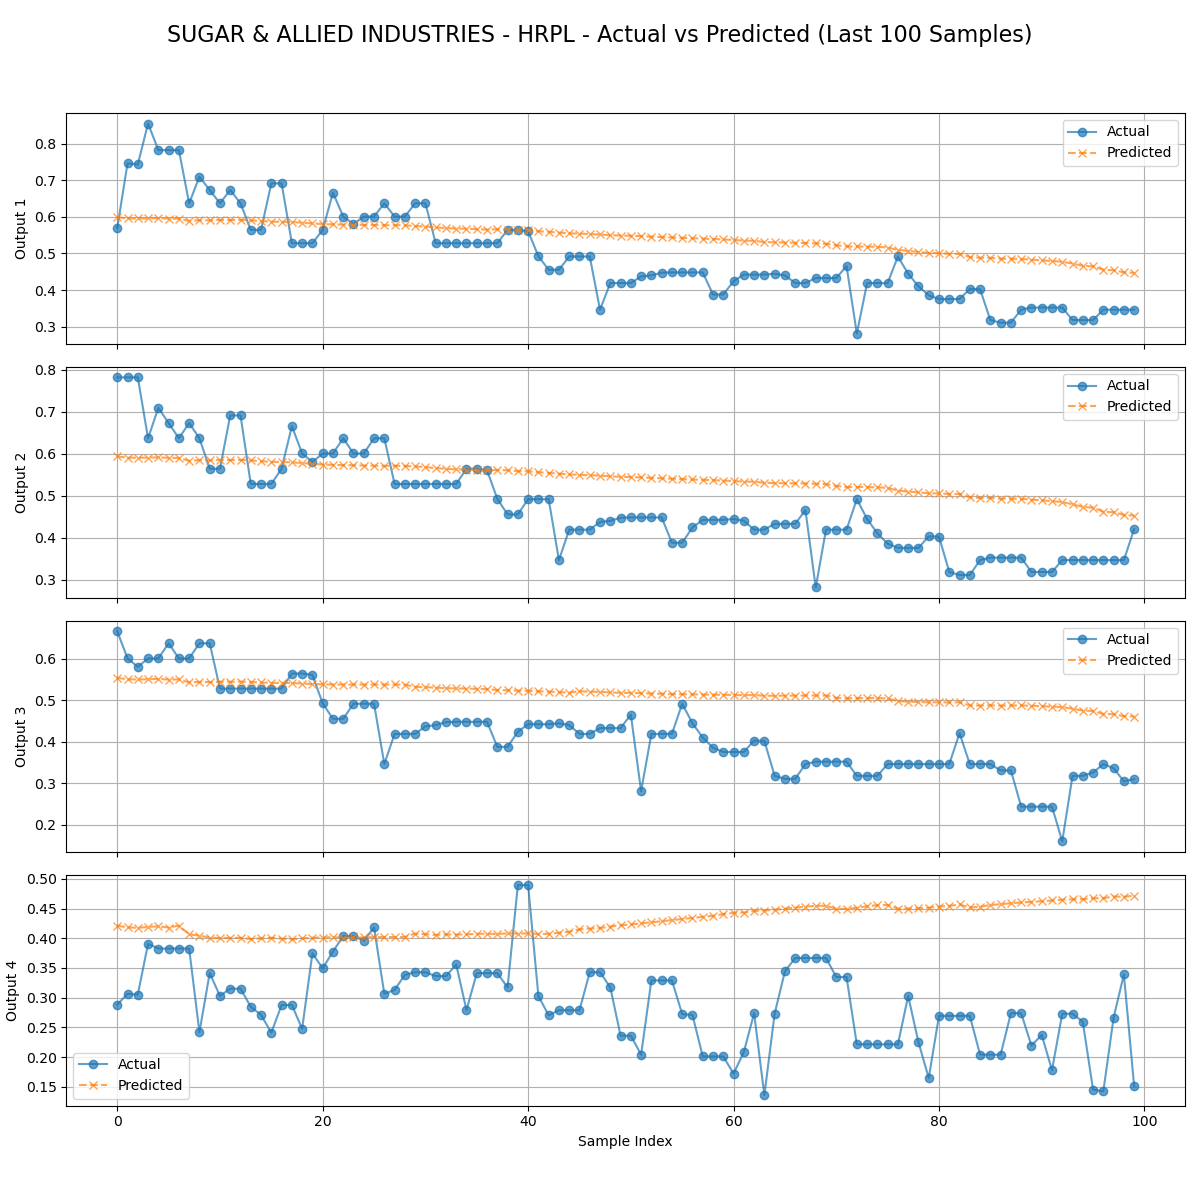 SUGAR & ALLIED INDUSTRIES - HRPL - Actual vs Predicted (Last 100 Samples)
Output 1
0.8
0.7
0.6
0.5
0.4
0.3
Actual
Predicted
Output 2
0.8
0.7
0.6
0.5
0.4
0.3
Actual
Predicted
Output 3
0.6
0.5
0.4
0.3
0.2
Actual
Predicted
Output 4
0.50
0.45
0.40
0.35
0.30
0.25
0.20
0.15
Actual
Predicted
0 20 40 60 80 100
Sample Index